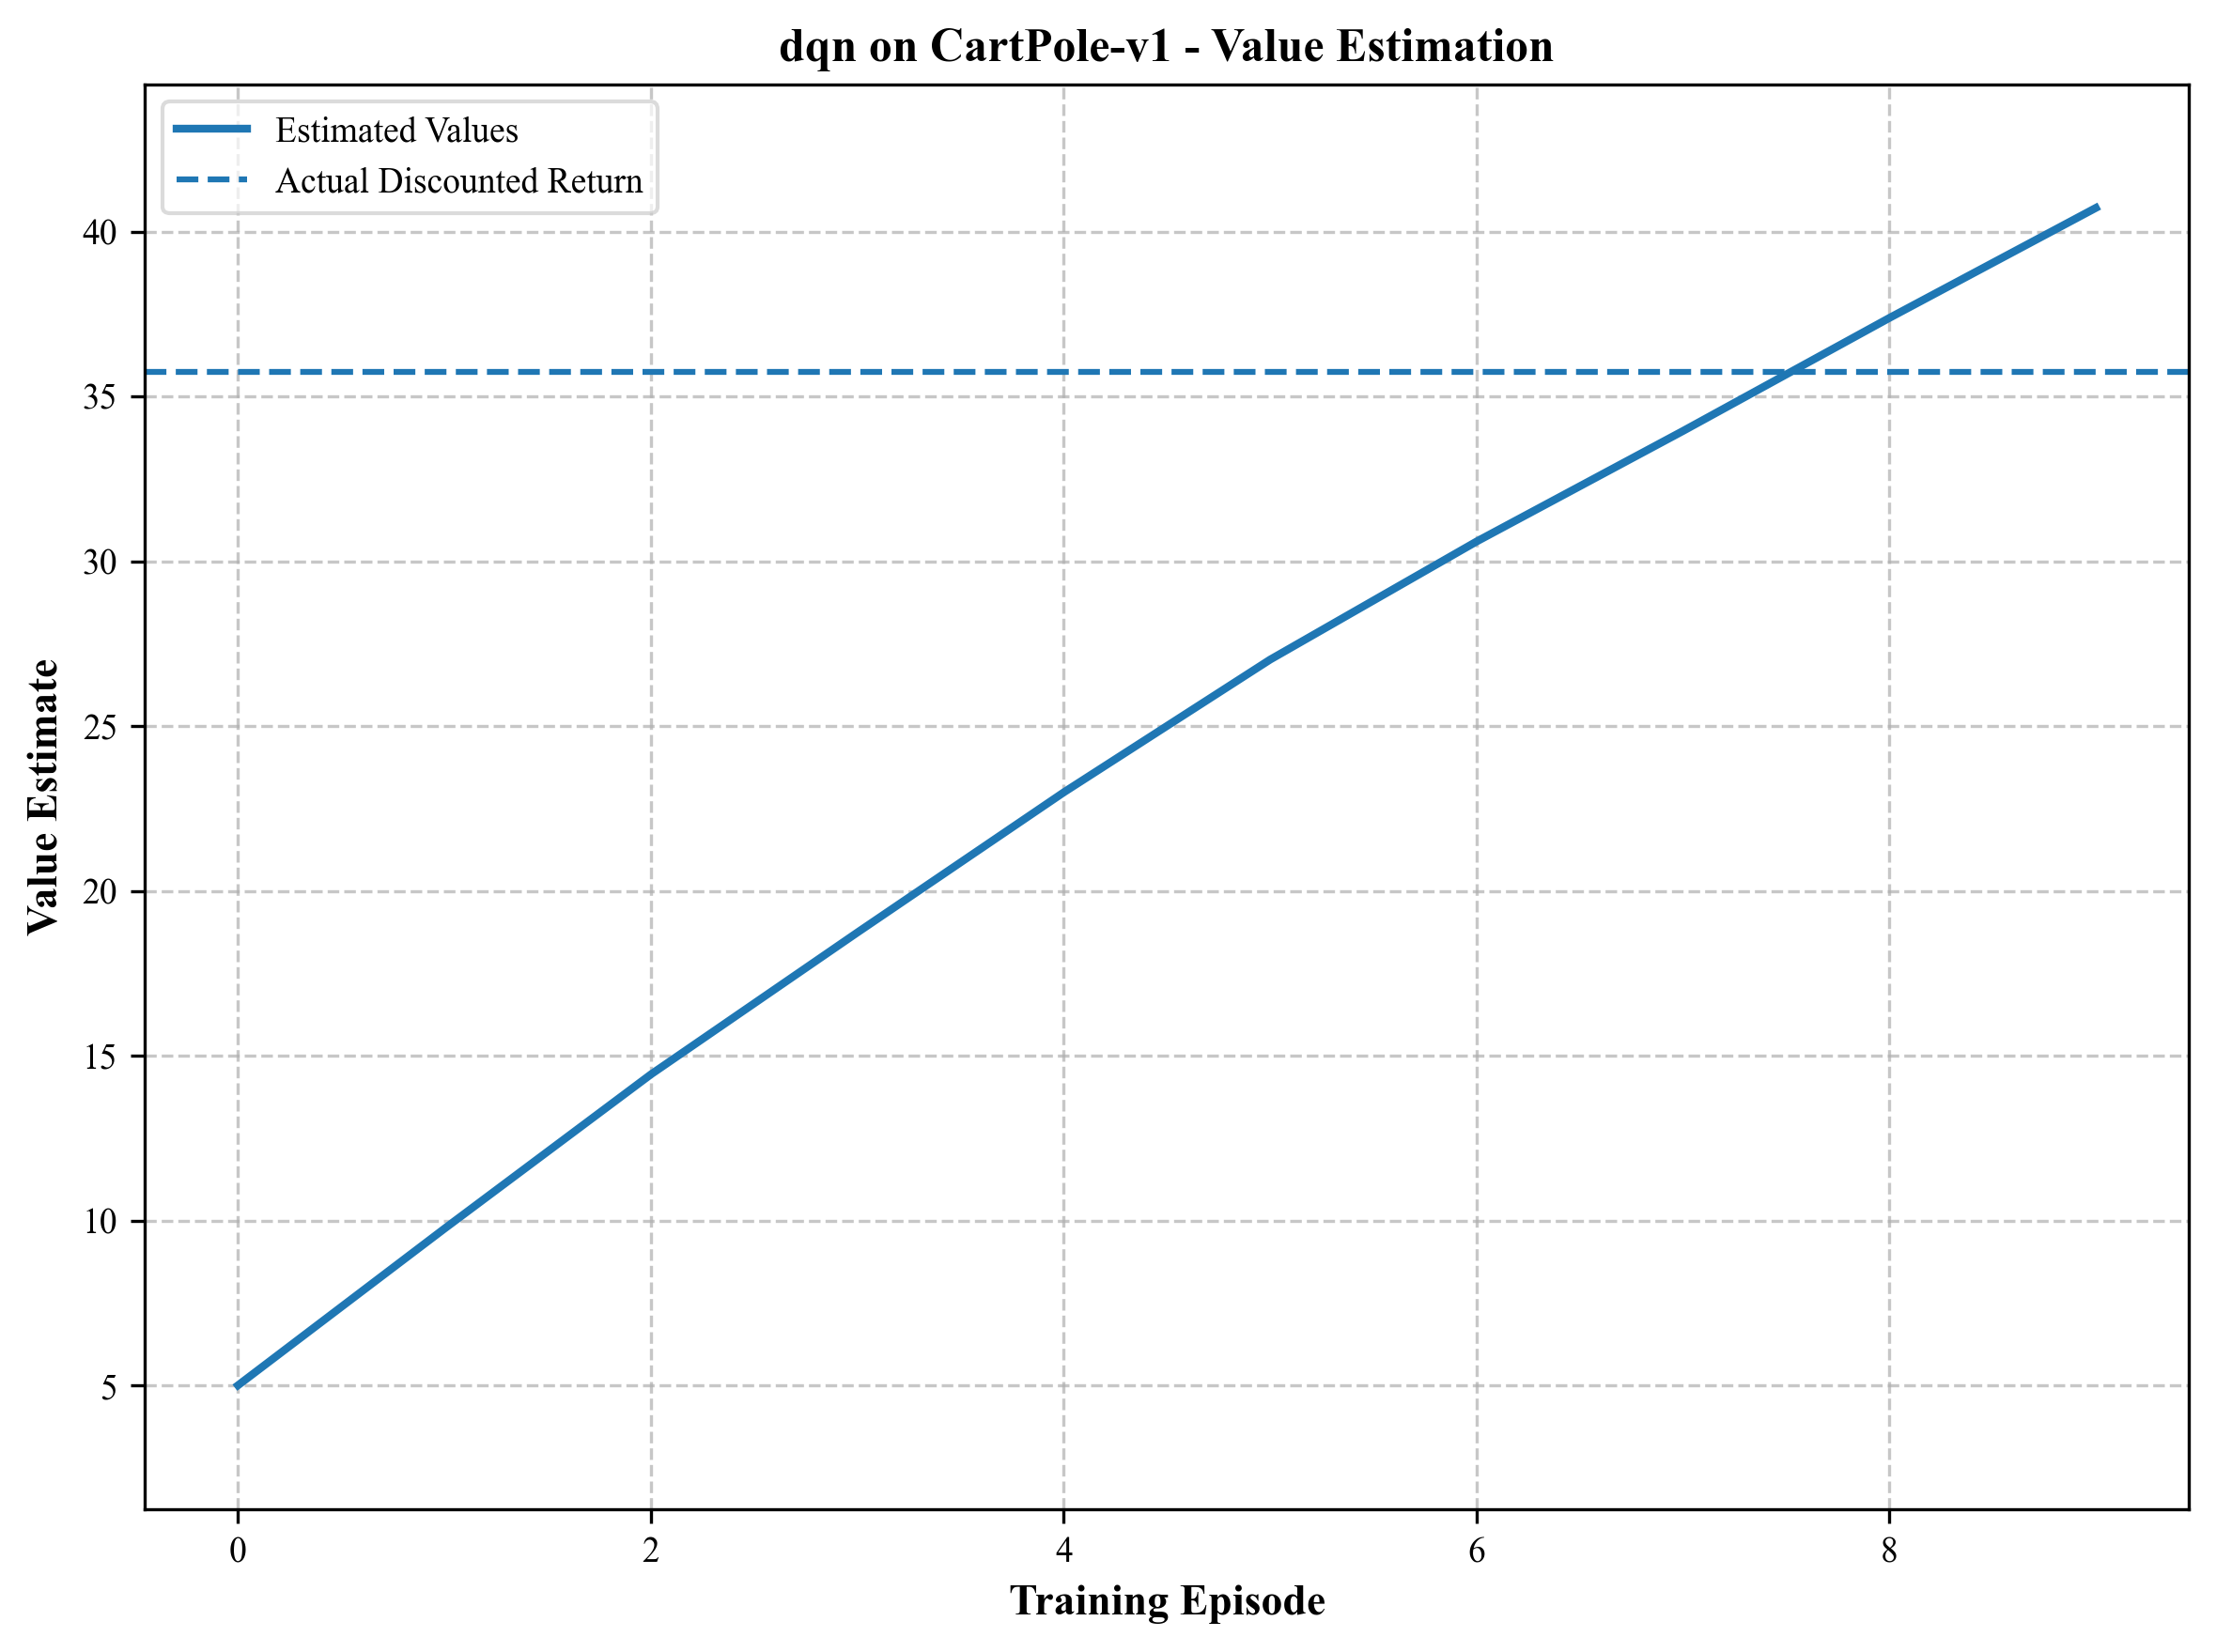 dqn on CartPole-v1 - Value Estimation
Estimated Values
Actual Discounted Return
40
35
30
25
20
15
10
5
Value Estimate
0 2 4 6 8
Training Episode